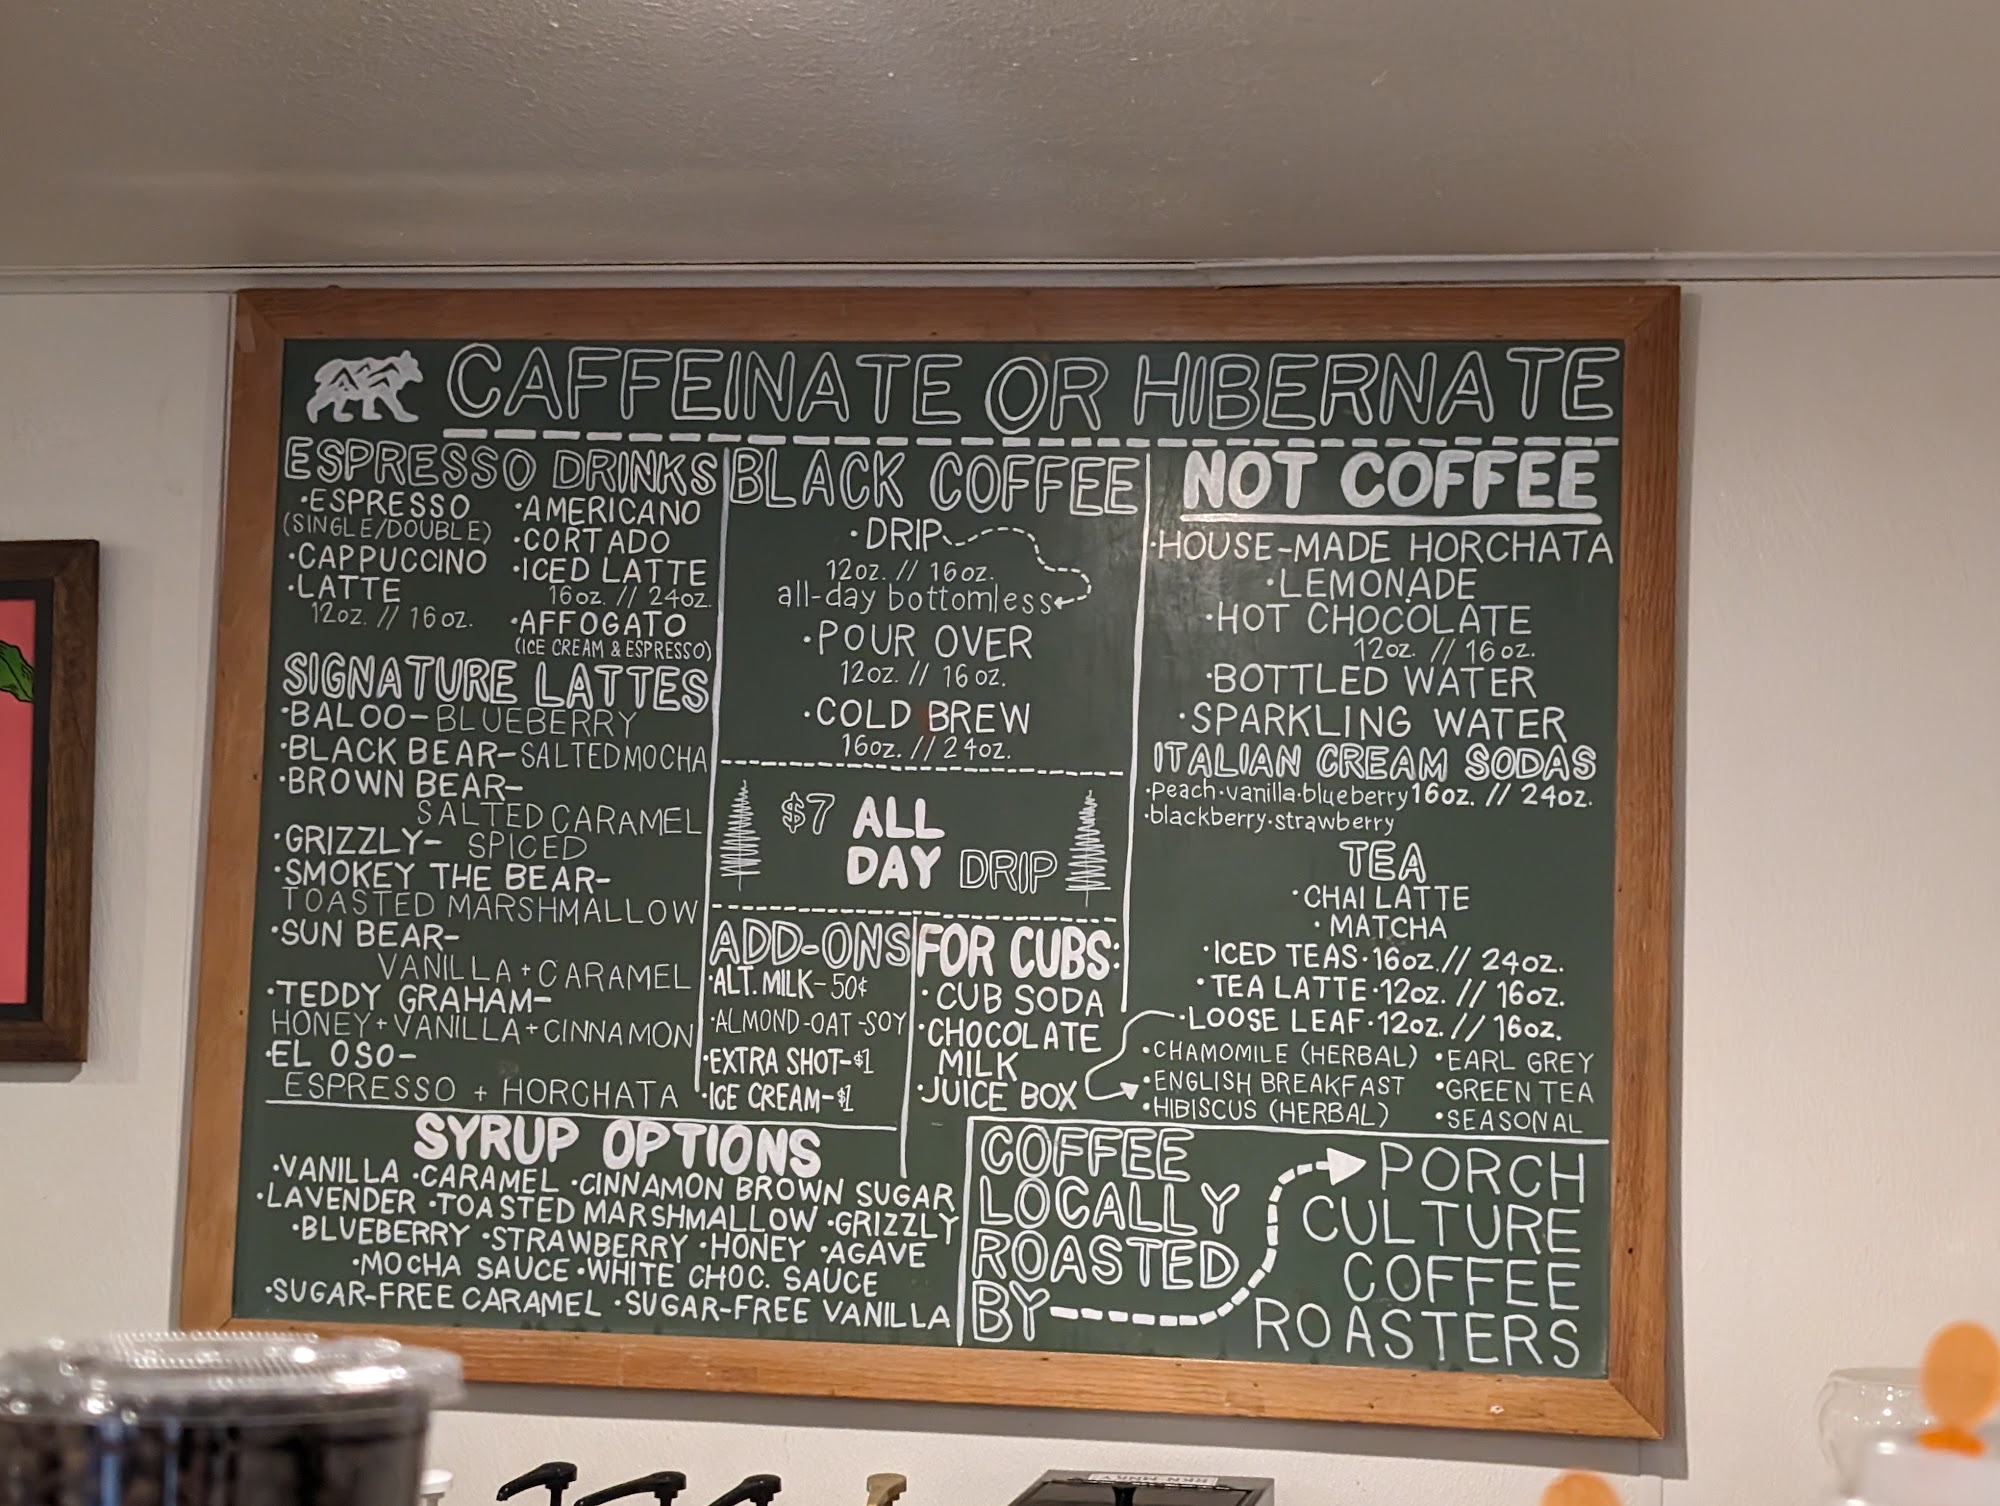 CAFFEINATE OR HIBERNATE
ESPRESSO DRINKS
·ESPRESSO
(SINGLE/DOUBLE)
·CAPPUCCINO
·LATTE
12oz. // 16oz.
·AMERICANO
·CORTADO
·ICED LATTE
16oz. // 24oz.
·AFFOGATO
(ICE CREAM & ESPRESSO)
SIGNATURE LATTES
·BALOO-BLUEBERRY
·BLACK BEAR-SALTED MOCHA
·BROWN BEAR-
SALTED CARAMEL
·GRIZZLY- SPICED
·SMOKEY THE BEAR-
TOASTED MARSHMALLOW
·SUN BEAR-
VANILLA + CARAMEL
·TEDDY GRAHAM-
HONEY+VANILLA+CINNAMON
·EL OSO-
ESPRESSO + HORCHATA
BLACK COFFEE
·DRIP
12oz. // 16oz.
all-day bottomless
·POUR OVER
12oz. // 16oz.
·COLD BREW
16oz. // 24oz.
$7 ALL
DAY DRIP
ADD-ONS
·ALT. MILK-50¢
·ALMOND-OAT-SOY
·EXTRA SHOT-$1
·ICE CREAM-$1
FOR CUBS:
·CUB SODA
·CHOCOLATE
MILK
·JUICE BOX
NOT COFFEE
·HOUSE-MADE HORCHATA
·LEMONADE
·HOT CHOCOLATE
12oz. // 16oz.
·BOTTLED WATER
·SPARKLING WATER
ITALIAN CREAM SODAS
·peach·vanilla·blueberry 16oz. // 24oz.
·blackberry·strawberry
TEA
·CHAI LATTE
·MATCHA
·ICED TEAS·16oz. // 24oz.
·TEA LATTE·12oz. // 16oz.
·LOOSE LEAF·12oz. // 16oz.
·CHAMOMILE (HERBAL) ·EARL GREY
·ENGLISH BREAKFAST ·GREEN TEA
·HIBISCUS (HERBAL) ·SEASONAL
SYRUP OPTIONS
·VANILLA ·CARAMEL ·CINNAMON BROWN SUGAR
·LAVENDER ·TOASTED MARSHMALLOW ·GRIZZLY
·BLUEBERRY ·STRAWBERRY ·HONEY ·AGAVE
·MOCHA SAUCE ·WHITE CHOC. SAUCE
·SUGAR-FREE CARAMEL ·SUGAR-FREE VANILLA
COFFEE
LOCALLY
ROASTED
BY
PORCH
CULTURE
COFFEE
ROASTERS